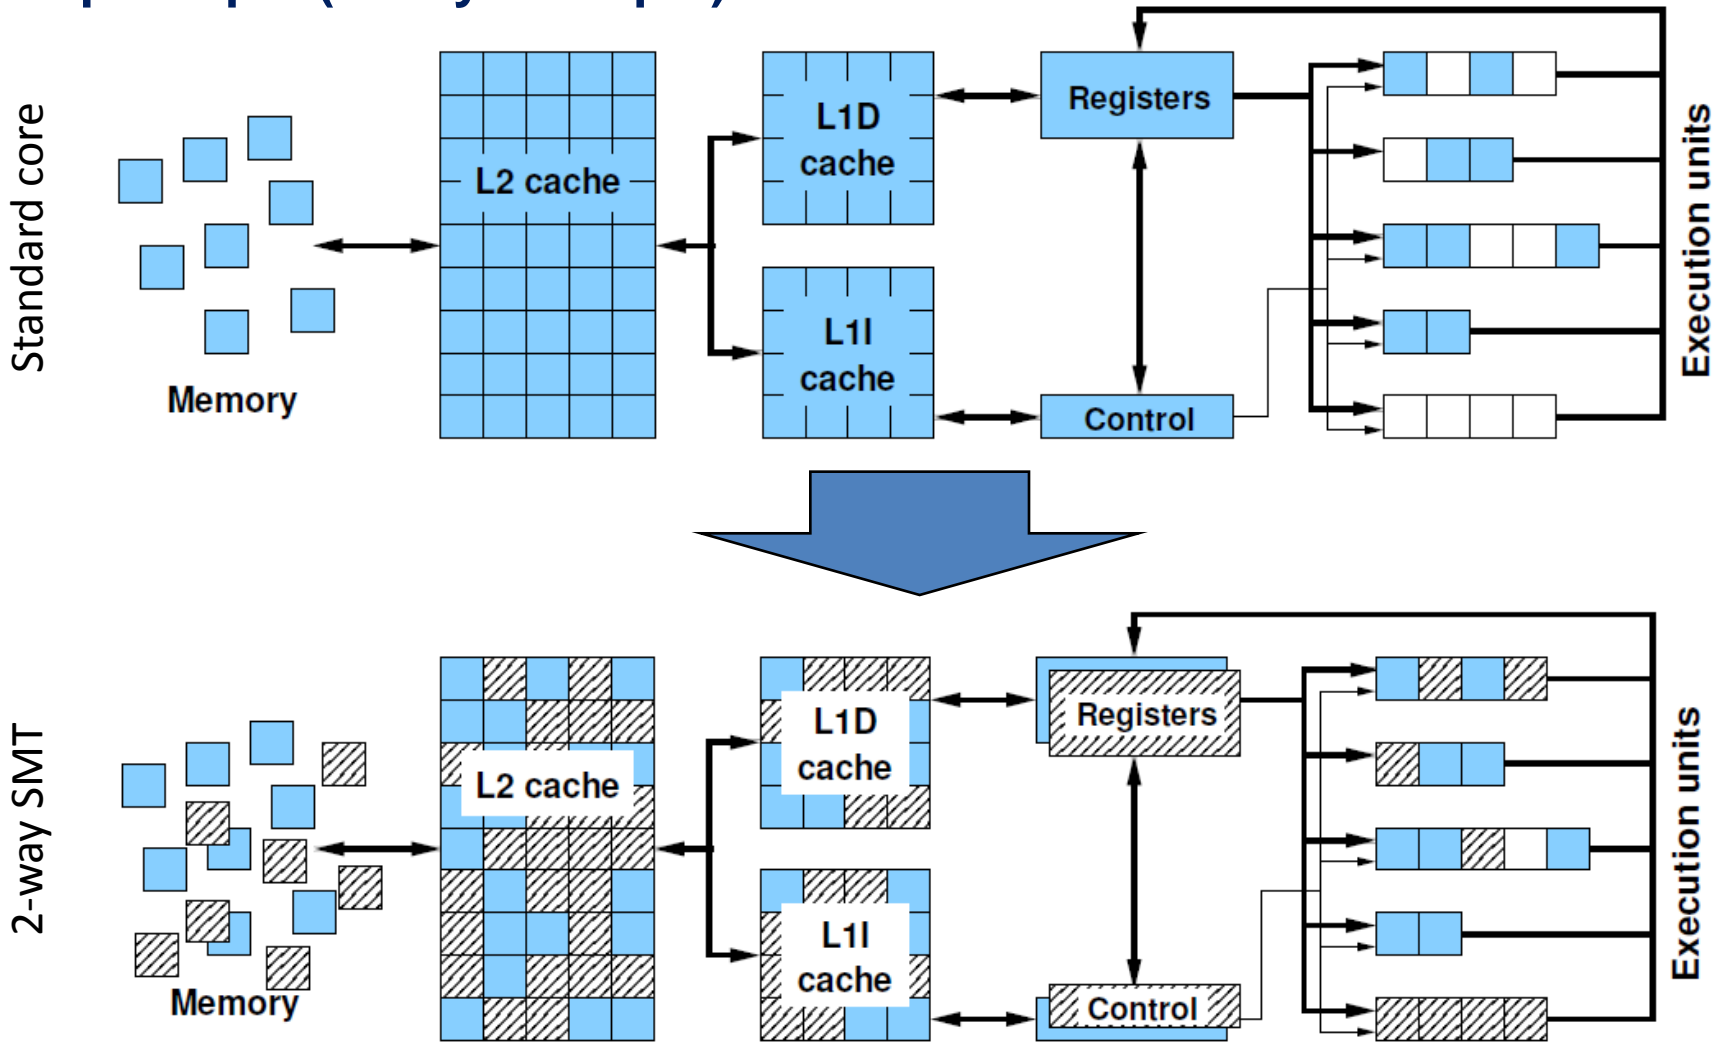 Standard core
Memory
L2 cache
L1D
cache
L1I
cache
Registers
Control
Execution units
2-way SMT
Memory
L2 cache
L1D
cache
L1I
cache
Registers
Control
Execution units